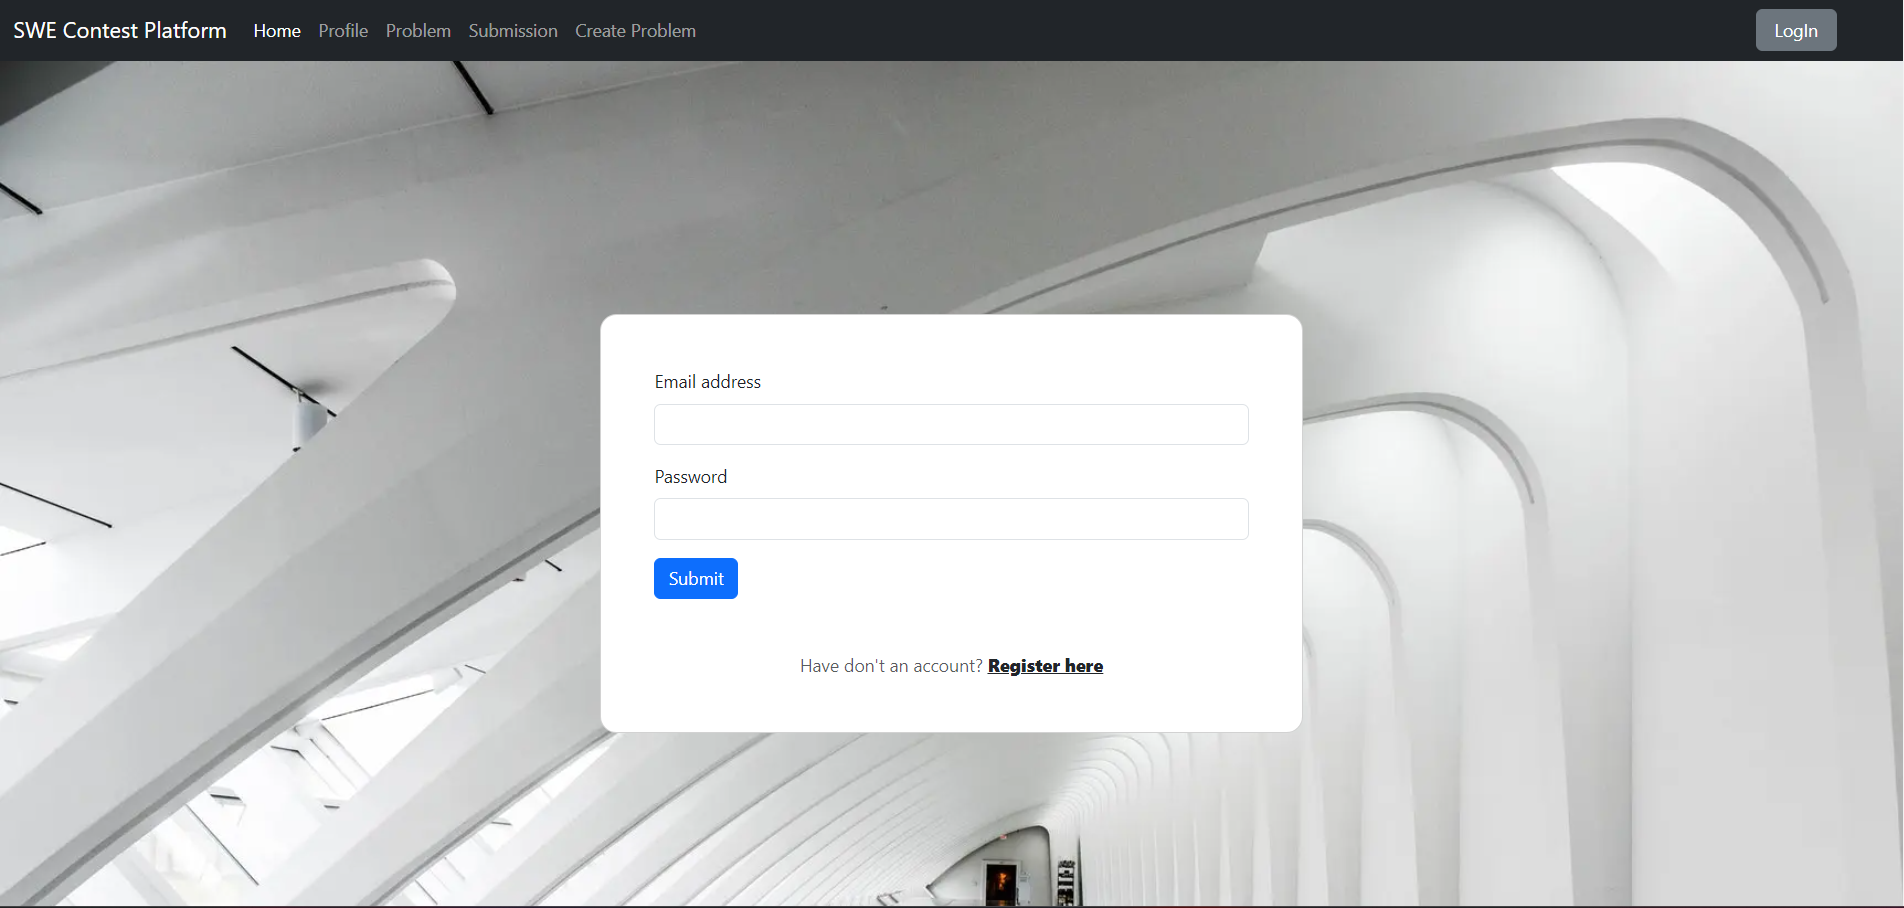 SWE Contest Platform Home Profile Problem Submission Create Problem LogIn
Email address
Password
Submit
Have don't an account? Register here